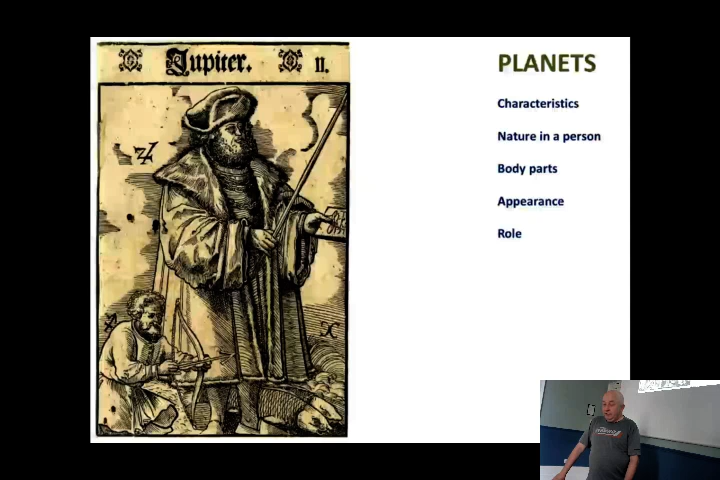 Jupiter. II.
PLANETS
Characteristics
Nature in a person
Body parts
Appearance
Role